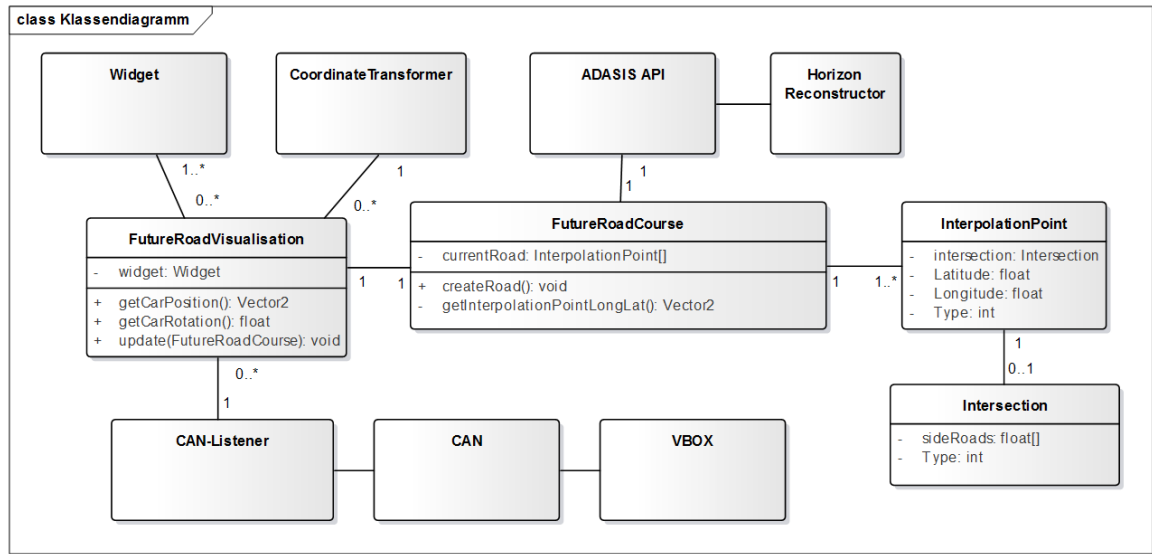 class Klassendiagramm
Widget
CoordinateTransformer
ADASIS API
Horizon
Reconstructor
1..*
0..*
1
0..*
1
1
FutureRoadVisualisation
- widget: Widget
+ getCarPosition(): Vector2
+ getCarRotation(): float
+ update(FutureRoadCourse): void
1
1
FutureRoadCourse
- currentRoad: InterpolationPoint[]
+ createRoad(): void
- getInterpolationPointLongLat(): Vector2
1
1..*
InterpolationPoint
- intersection: Intersection
- Latitude: float
- Longitude: float
- Type: int
1
0..1
Intersection
- sideRoads: float[]
- Type: int
0..*
1
CAN-Listener
CAN
VBOX